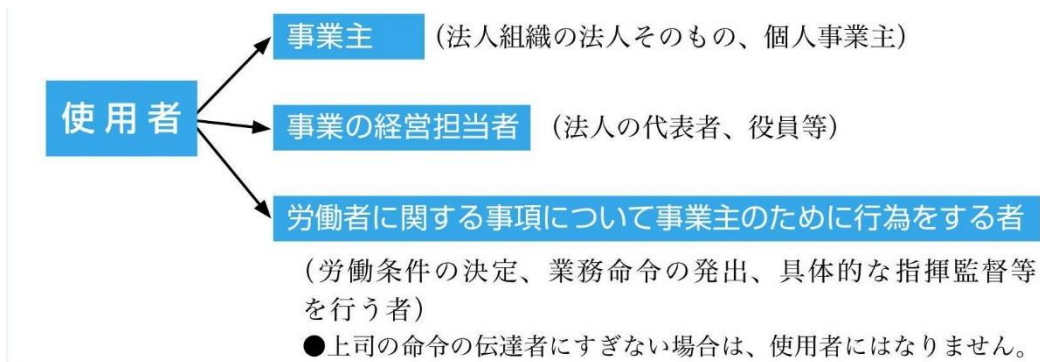 事業主 (法人組織の法人そのもの、個人事業主)
使用者
事業の経営担当者 (法人の代表者、役員等)
労働者に関する事項について事業主のために行為をする者
(労働条件の決定、業務命令の発出、具体的な指揮監督等
を行う者)
●上司の命令の伝達者にすぎない場合は、使用者にはなりません。